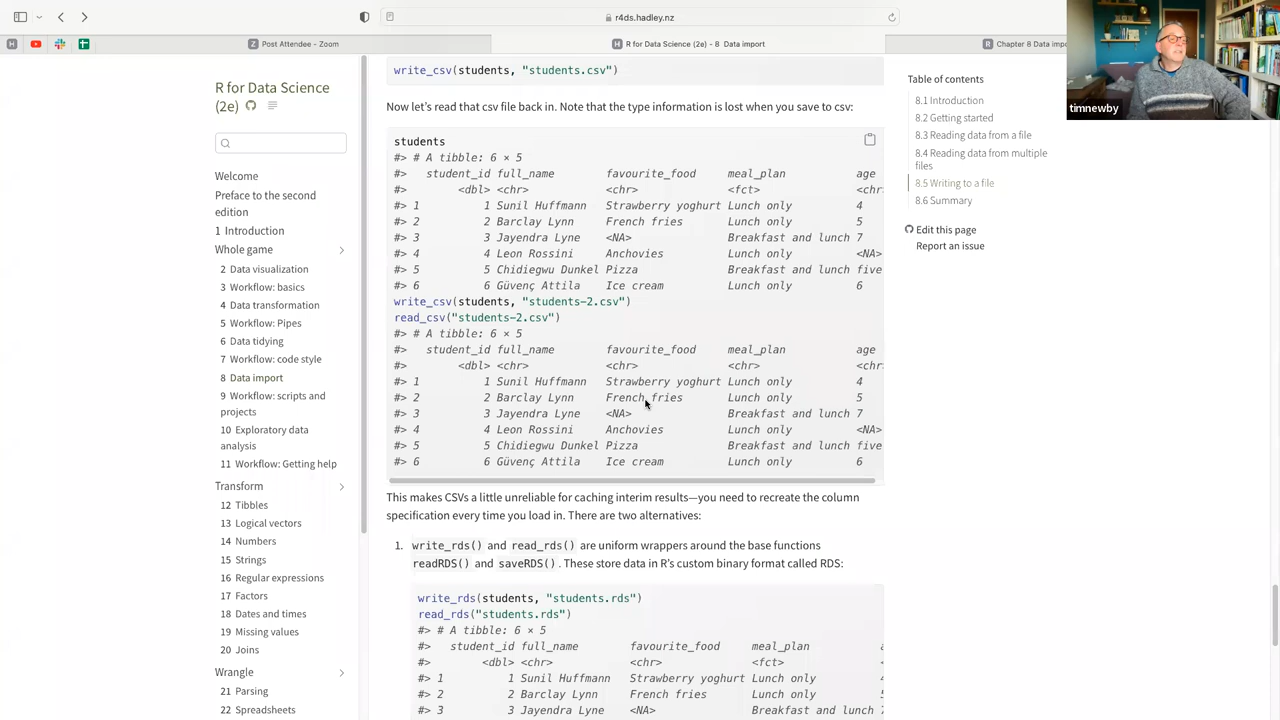 r4ds.hadley.nz
Post Attendee - Zoom
R for Data Science (2e) - 8 Data import
Chapter 8 Data impo
timnewby
R for Data Science
(2e)
Welcome
Preface to the second
edition
1 Introduction
Whole game
2 Data visualization
3 Workflow: basics
4 Data transformation
5 Workflow: Pipes
6 Data tidying
7 Workflow: code style
8 Data import
9 Workflow: scripts and
projects
10 Exploratory data
analysis
11 Workflow: Getting help
Transform
12 Tibbles
13 Logical vectors
14 Numbers
15 Strings
16 Regular expressions
17 Factors
18 Dates and times
19 Missing values
20 Joins
Wrangle
21 Parsing
22 Spreadsheets
write_csv(students, "students.csv")
Now let's read that csv file back in. Note that the type information is lost when you save to csv:
students
#> # A tibble: 6 × 5
#> student_id full_name favourite_food meal_plan age
#> <dbl> <chr> <chr> <fct> <chr
#> 1 1 Sunil Huffmann Strawberry yoghurt Lunch only 4
#> 2 2 Barclay Lynn French fries Lunch only 5
#> 3 3 Jayendra Lyne <NA> Breakfast and lunch 7
#> 4 4 Leon Rossini Anchovies Lunch only <NA>
#> 5 5 Chidiegwu Dunkel Pizza Breakfast and lunch five
#> 6 6 Güvenç Attila Ice cream Lunch only 6
write_csv(students, "students-2.csv")
read_csv("students-2.csv")
#> # A tibble: 6 × 5
#> student_id full_name favourite_food meal_plan age
#> <dbl> <chr> <chr> <chr> <chr
#> 1 1 Sunil Huffmann Strawberry yoghurt Lunch only 4
#> 2 2 Barclay Lynn French fries Lunch only 5
#> 3 3 Jayendra Lyne <NA> Breakfast and lunch 7
#> 4 4 Leon Rossini Anchovies Lunch only <NA>
#> 5 5 Chidiegwu Dunkel Pizza Breakfast and lunch five
#> 6 6 Güvenç Attila Ice cream Lunch only 6
This makes CSVs a little unreliable for caching interim results—you need to recreate the column
specification every time you load in. There are two alternatives:
1. write_rds() and read_rds() are uniform wrappers around the base functions
readRDS() and saveRDS(). These store data in R's custom binary format called RDS:
write_rds(students, "students.rds")
read_rds("students.rds")
#> # A tibble: 6 × 5
#> student_id full_name favourite_food meal_plan a
#> <dbl> <chr> <chr> <fct> <
#> 1 1 Sunil Huffmann Strawberry yoghurt Lunch only 4
#> 2 2 Barclay Lynn French fries Lunch only 5
#> 3 3 Jayendra Lyne <NA> Breakfast and lunch 7
Table of contents
8.1 Introduction
8.2 Getting started
8.3 Reading data from a file
8.4 Reading data from multiple
files
8.5 Writing to a file
8.6 Summary
Edit this page
Report an issue